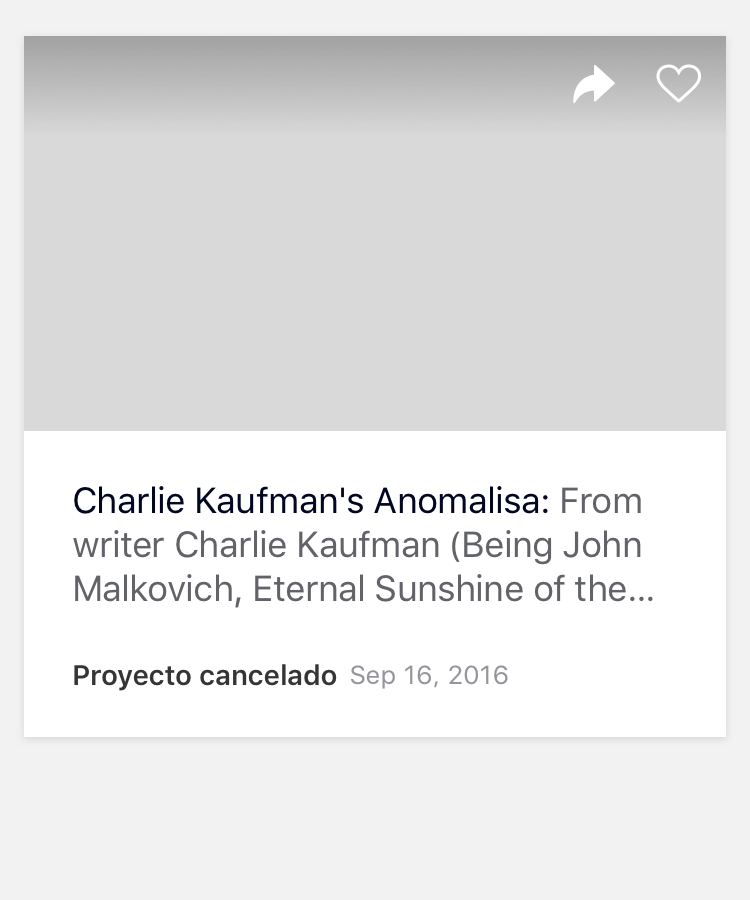 Charlie Kaufman's Anomalisa: From
writer Charlie Kaufman (Being John
Malkovich, Eternal Sunshine of the...
Proyecto cancelado Sep 16, 2016